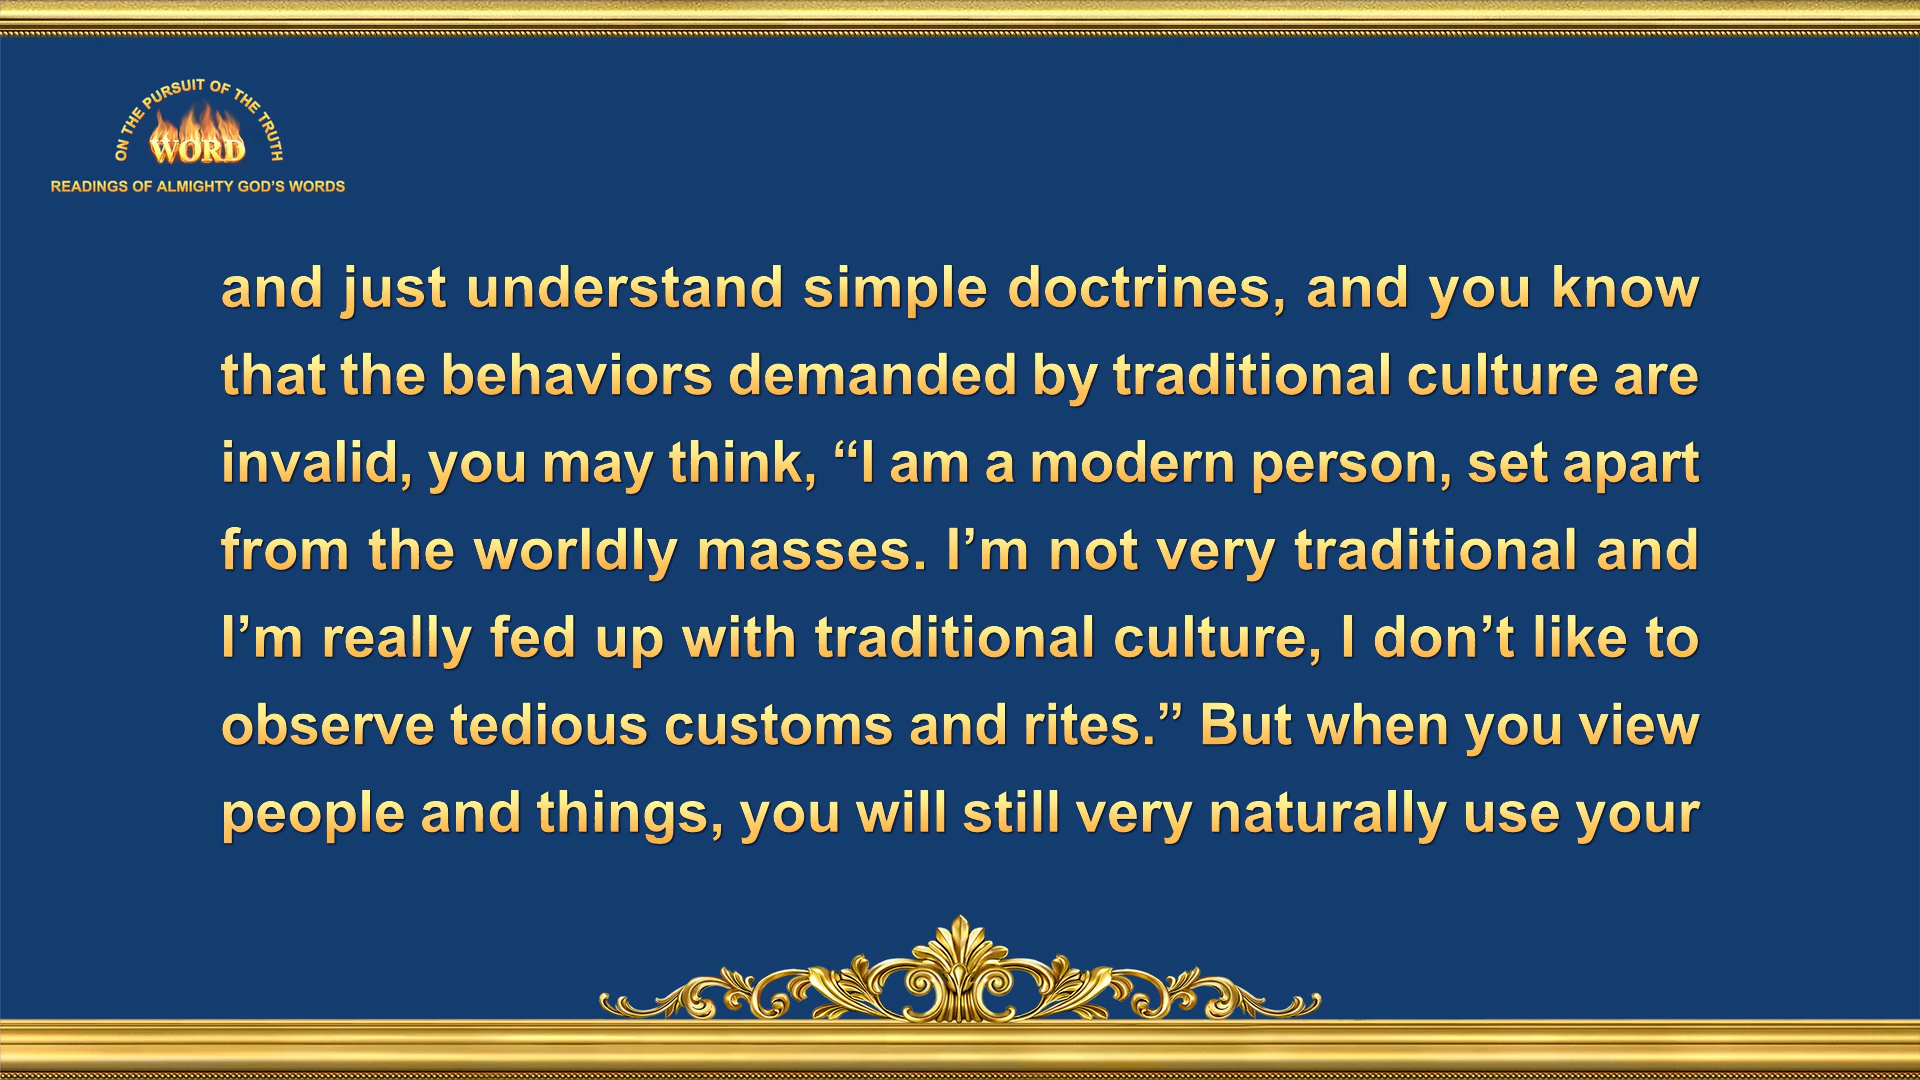 ON THE PURSUIT OF THE TRUTH
WORD
READINGS OF ALMIGHTY GOD’S WORDS
and just understand simple doctrines, and you know
that the behaviors demanded by traditional culture are
invalid, you may think, “I am a modern person, set apart
from the worldly masses. I’m not very traditional and
I’m really fed up with traditional culture, I don’t like to
observe tedious customs and rites.” But when you view
people and things, you will still very naturally use your